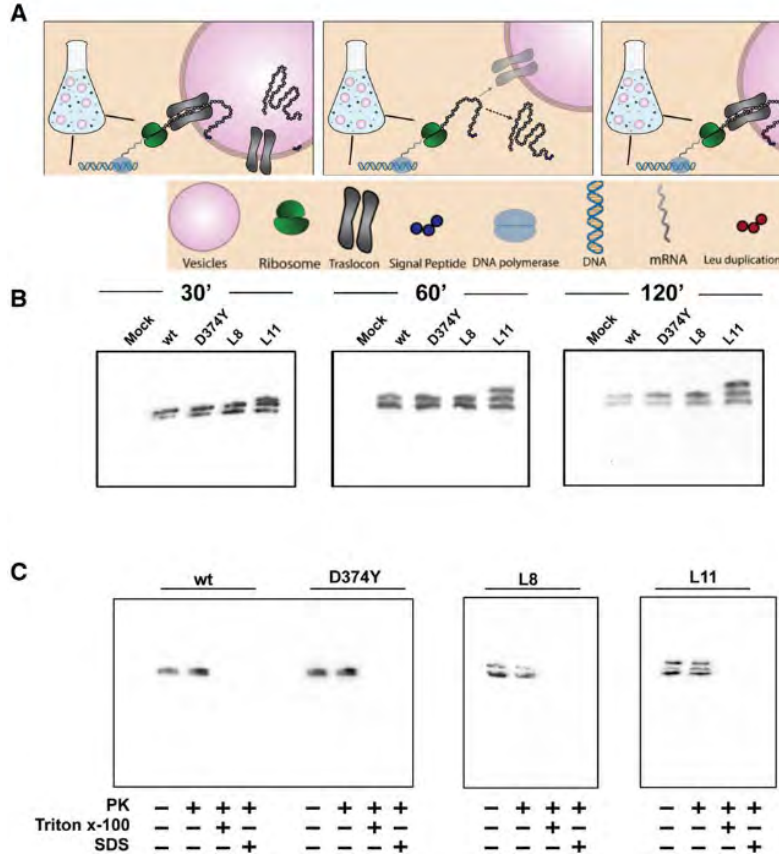 A
Vesicles Ribosome Traslocon Signal Peptide DNA polymerase DNA mRNA Leu duplication
B
30' 60' 120'
Mock wt D374Y L8 L11 Mock wt D374Y L8 L11 Mock wt D374Y L8 L11
C
wt D374Y L8 L11
PK − + + + − + + + − + + + − + + +
Triton x-100 − − + − − − + − − − + − − − + −
SDS − − − + − − − + − − − + − − − +